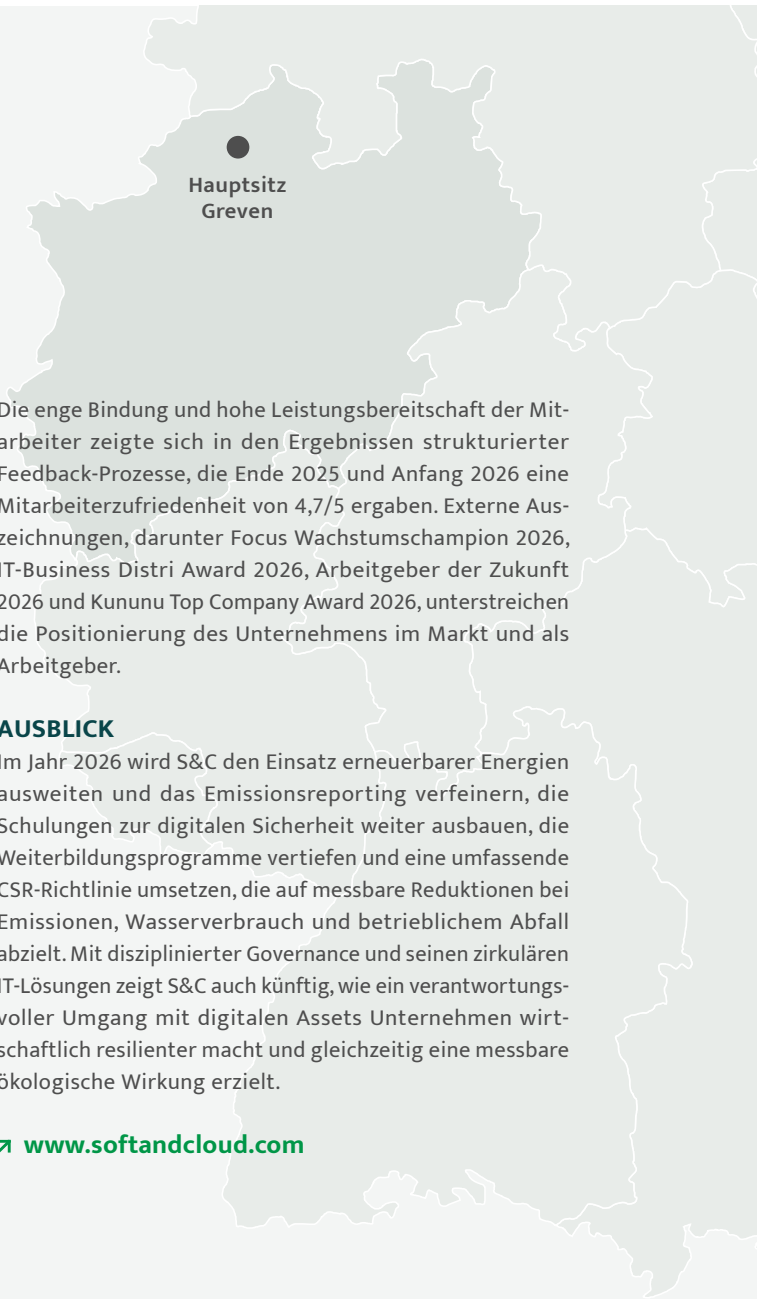 Hauptsitz
Greven
Die enge Bindung und hohe Leistungsbereitschaft der Mit-
arbeiter zeigte sich in den Ergebnissen strukturierter
Feedback-Prozesse, die Ende 2025 und Anfang 2026 eine
Mitarbeiterzufriedenheit von 4,7/5 ergaben. Externe Aus-
zeichnungen, darunter Focus Wachstumschampion 2026,
IT-Business Distri Award 2026, Arbeitgeber der Zukunft
2026 und Kununu Top Company Award 2026, unterstreichen
die Positionierung des Unternehmens im Markt und als
Arbeitgeber.
AUSBLICK
Im Jahr 2026 wird S&C den Einsatz erneuerbarer Energien
ausweiten und das Emissionsreporting verfeinern, die
Schulungen zur digitalen Sicherheit weiter ausbauen, die
Weiterbildungsprogramme vertiefen und eine umfassende
CSR-Richtlinie umsetzen, die auf messbare Reduktionen bei
Emissionen, Wasserverbrauch und betrieblichem Abfall
abzielt. Mit disziplinierter Governance und seinen zirkulären
IT-Lösungen zeigt S&C auch künftig, wie ein verantwortungs-
voller Umgang mit digitalen Assets Unternehmen wirt-
schaftlich resilienter macht und gleichzeitig eine messbare
ökologische Wirkung erzielt.
↗ www.softandcloud.com